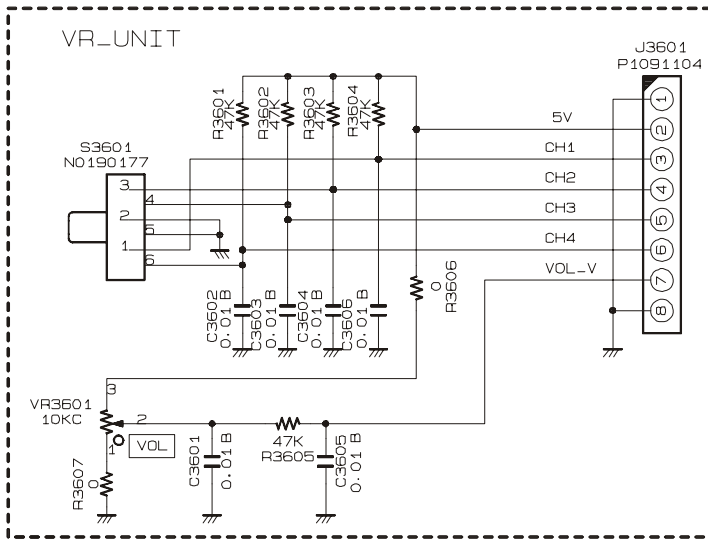 VR_UNIT
J3601
P1091104
R3601
47K
R3602
47K
R3603
47K
R3604
47K
1
5V
2
S3601
N0190177
CH1
3
3
CH2
4
4
2
CH3
5
5
1
CH4
6
6
VOL_V
7
0
R3606
8
C3602
0.01 B
C3603
0.01 B
C3604
0.01 B
C3606
0.01 B
3
VR3601
10KC
2
1
VOL
47K
R3605
R3607
0
C3601
0.01 B
C3605
0.01 B